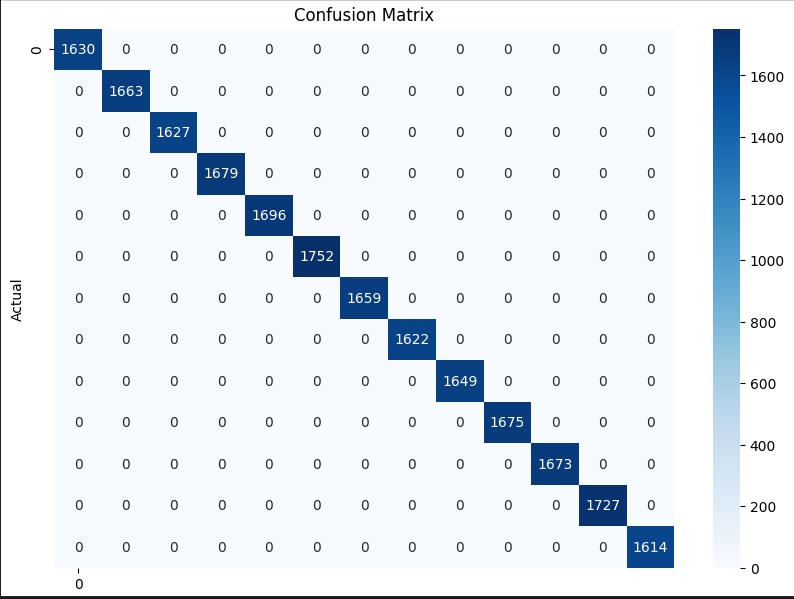 Confusion Matrix
0 1630 0 0 0 0 0 0 0 0 0 0 0 0
0 1663 0 0 0 0 0 0 0 0 0 0 0
0 0 1627 0 0 0 0 0 0 0 0 0 0
0 0 0 1679 0 0 0 0 0 0 0 0 0
0 0 0 0 1696 0 0 0 0 0 0 0 0
0 0 0 0 0 1752 0 0 0 0 0 0 0
0 0 0 0 0 0 1659 0 0 0 0 0 0
0 0 0 0 0 0 0 1622 0 0 0 0 0
0 0 0 0 0 0 0 0 1649 0 0 0 0
0 0 0 0 0 0 0 0 0 1675 0 0 0
0 0 0 0 0 0 0 0 0 0 1673 0 0
0 0 0 0 0 0 0 0 0 0 0 1727 0
0 0 0 0 0 0 0 0 0 0 0 0 1614
0
Actual
1600
1400
1200
1000
800
600
400
200
0